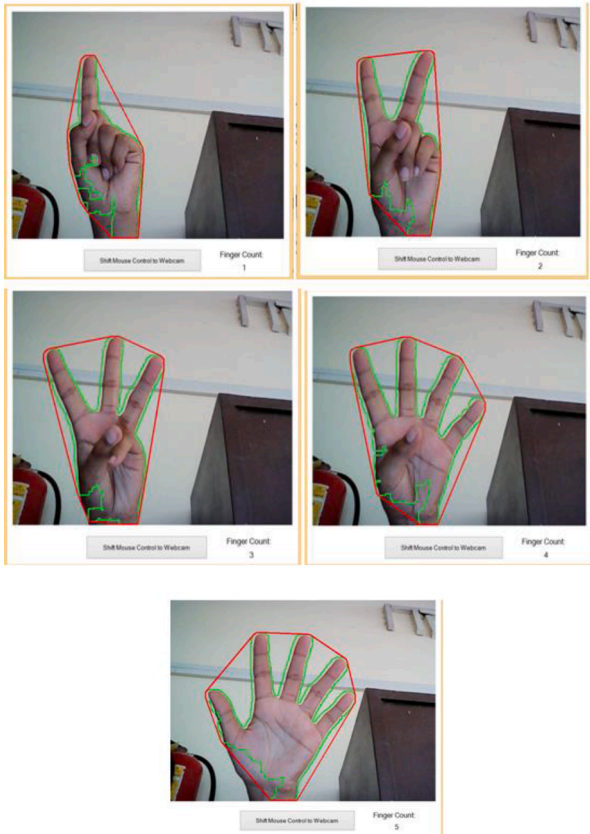 Shift Mouse Control to Webcam
Finger Count:
1
Shift Mouse Control to Webcam
Finger Count:
2
Shift Mouse Control to Webcam
Finger Count:
3
Shift Mouse Control to Webcam
Finger Count:
4
Shift Mouse Control to Webcam
Finger Count:
5